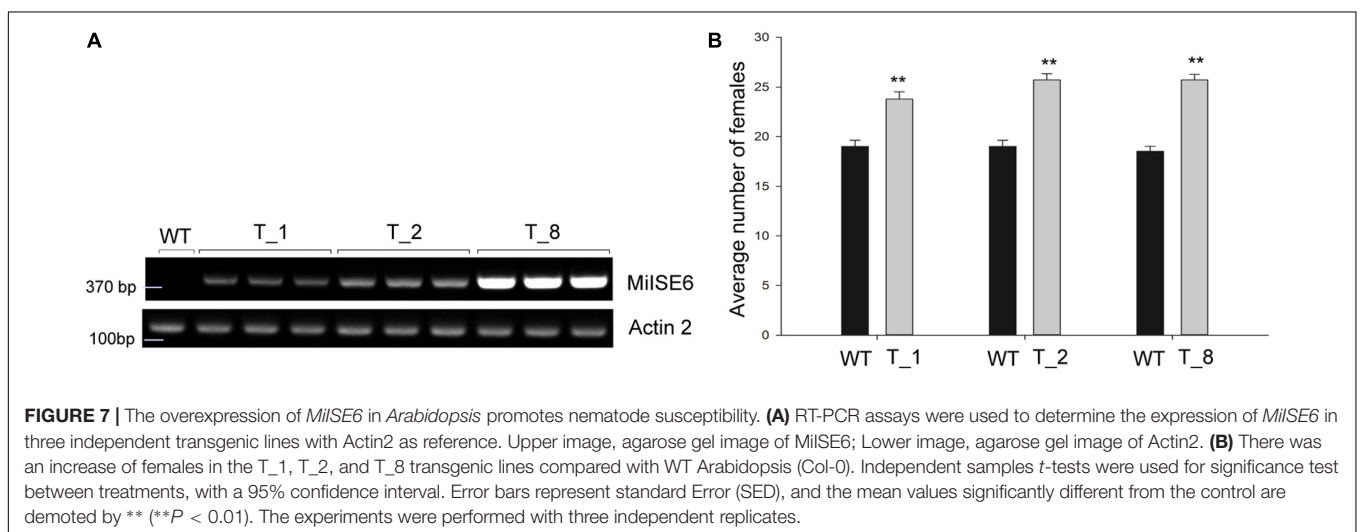 A
WT
T_1
T_2
T_8
370 bp
MiISE6
100bp
Actin 2
B
Average number of females
30
25
20
15
10
5
0
**
**
**
WT T_1
WT T_2
WT T_8
FIGURE 7 | The overexpression of MiISE6 in Arabidopsis promotes nematode susceptibility. (A) RT-PCR assays were used to determine the expression of MiISE6 in
three independent transgenic lines with Actin2 as reference. Upper image, agarose gel image of MiISE6; Lower image, agarose gel image of Actin2. (B) There was
an increase of females in the T_1, T_2, and T_8 transgenic lines compared with WT Arabidopsis (Col-0). Independent samples t-tests were used for significance test
between treatments, with a 95% confidence interval. Error bars represent standard Error (SED), and the mean values significantly different from the control are
demoted by ** (**P < 0.01). The experiments were performed with three independent replicates.